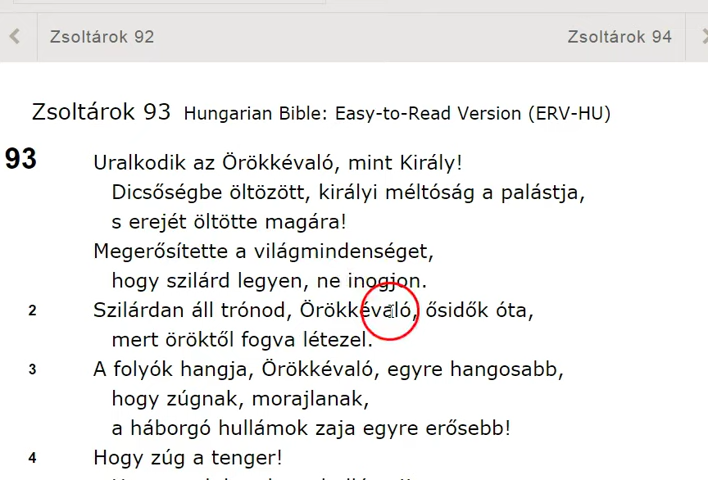 Zsoltárok 92 Zsoltárok 94
Zsoltárok 93 Hungarian Bible: Easy-to-Read Version (ERV-HU)
93 Uralkodik az Örökkévaló, mint Király!
Dicsőségbe öltözött, királyi méltóság a palástja,
s erejét öltötte magára!
Megerősítette a világmindenséget,
hogy szilárd legyen, ne inogjon.
2 Szilárdan áll trónod, Örökkévaló, ősidők óta,
mert öröktől fogva létezel.
3 A folyók hangja, Örökkévaló, egyre hangosabb,
hogy zúgnak, morajlanak,
a háborgó hullámok zaja egyre erősebb!
4 Hogy zúg a tenger!